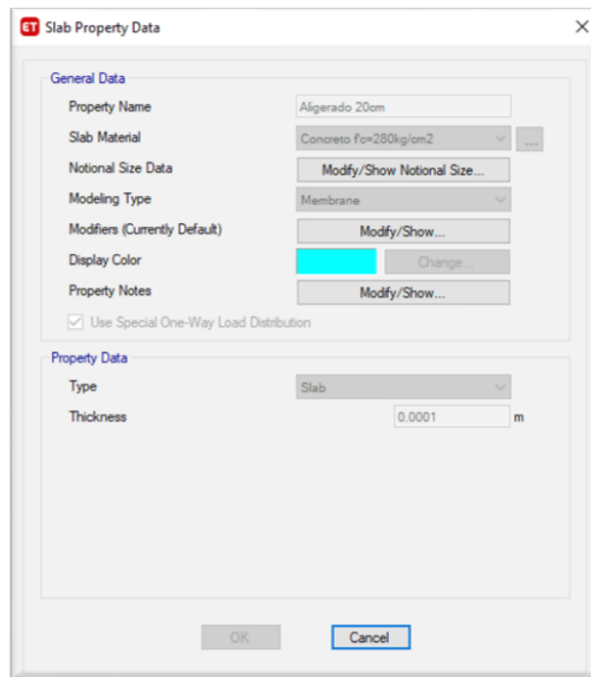 ET Slab Property Data
General Data
Property Name Aligerado 20cm
Slab Material Concreto f'c=280kg/cm2 ...
Notional Size Data Modify/Show Notional Size...
Modeling Type Membrane
Modifiers (Currently Default) Modify/Show...
Display Color Change...
Property Notes Modify/Show...
Use Special One-Way Load Distribution
Property Data
Type Slab
Thickness 0.0001 m
OK Cancel